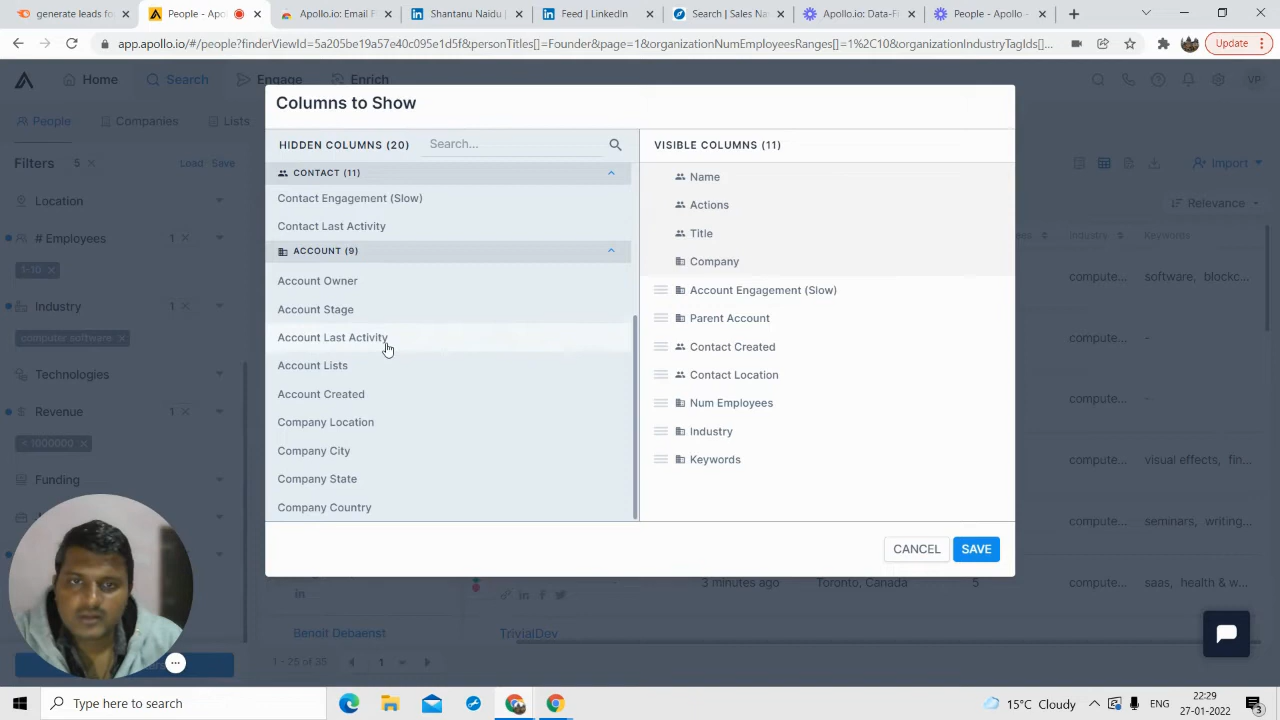 semrush google - Goo
People - Apollo
Apollo.io: Email F
Shantanu Naidu |
Feed | LinkedIn
Search | Sales Na
Apollo.io: Data-Fi
People – Apollo -
app.apollo.io/#/people?finderViewId=5a205be19a57e40c095e1d5f&personTitles[]=Founder&page=1&organizationNumEmployeesRanges[]=1%2C10&organizationIndustryTagIds[]...
Update
Home
Search
Engage
Enrich
VP
People
Companies
Lists
Filters 5
Load Save
Import
Relevance
Location
# Employees 1
1-10
Industry 1
computer software
Technologies
Revenue 1
< 1000000
Funding
Columns to Show
HIDDEN COLUMNS (20)
Search...
CONTACT (11)
Contact Engagement (Slow)
Contact Last Activity
ACCOUNT (9)
Account Owner
Account Stage
Account Last Activity
Account Lists
Account Created
Company Location
Company City
Company State
Company Country
VISIBLE COLUMNS (11)
Name
Actions
Title
Company
Account Engagement (Slow)
Parent Account
Contact Created
Contact Location
Num Employees
Industry
Keywords
CANCEL
SAVE
Industry
Keywords
compute... software, blockc...
compute... -
compute... visual effects, fin...
compute... seminars, writing...
3 minutes ago Toronto, Canada 5 compute... saas, health & w...
Benoit Debaenst
TrivialDev
1 - 25 of 35
1
Type here to search
15°C Cloudy
ENG
22:29
27-01-2022
3